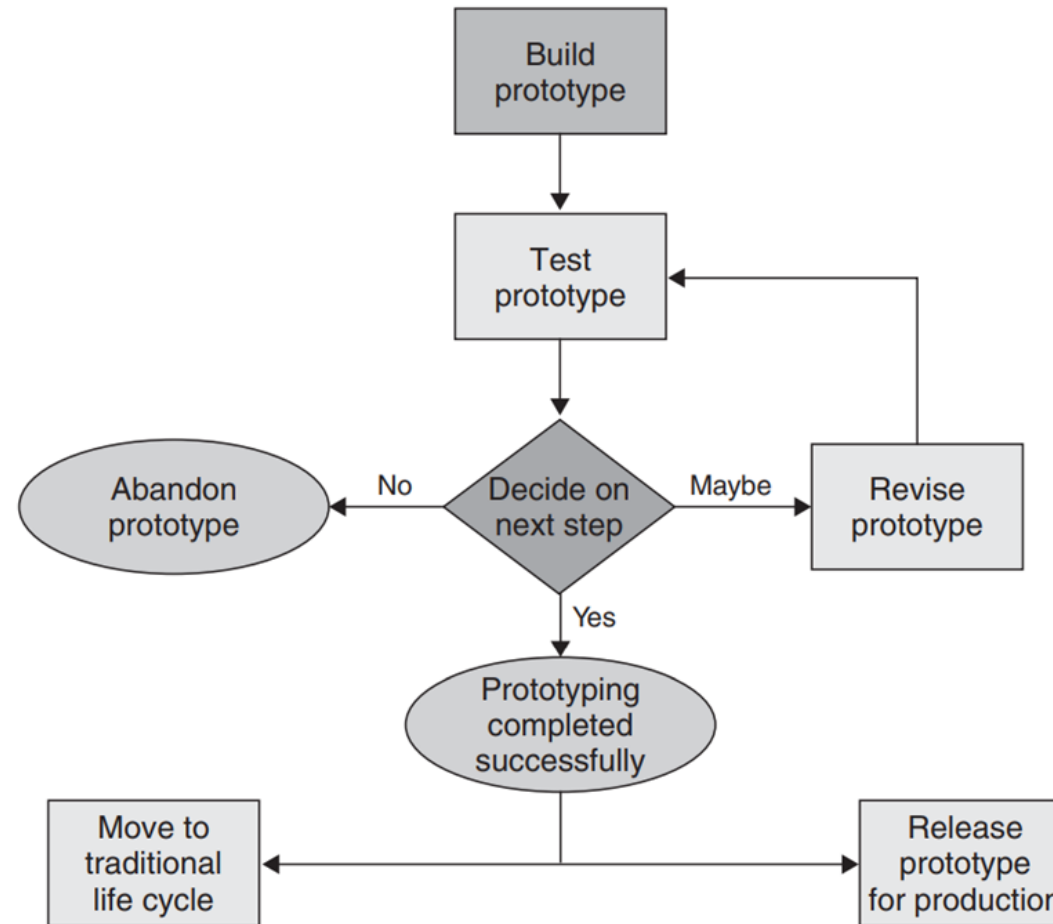 Build
prototype
Test
prototype
Abandon
prototype
No
Decide on
next step
Maybe
Revise
prototype
Yes
Prototyping
completed
successfully
Move to
traditional
life cycle
Release
prototype
for production